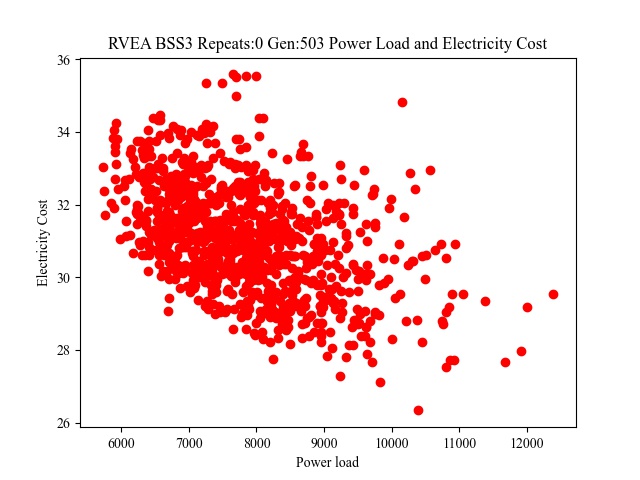 RVEA BSS3 Repeats:0 Gen:503 Power Load and Electricity Cost
36
34
32
30
28
26
Electricity Cost
6000 7000 8000 9000 10000 11000 12000
Power load